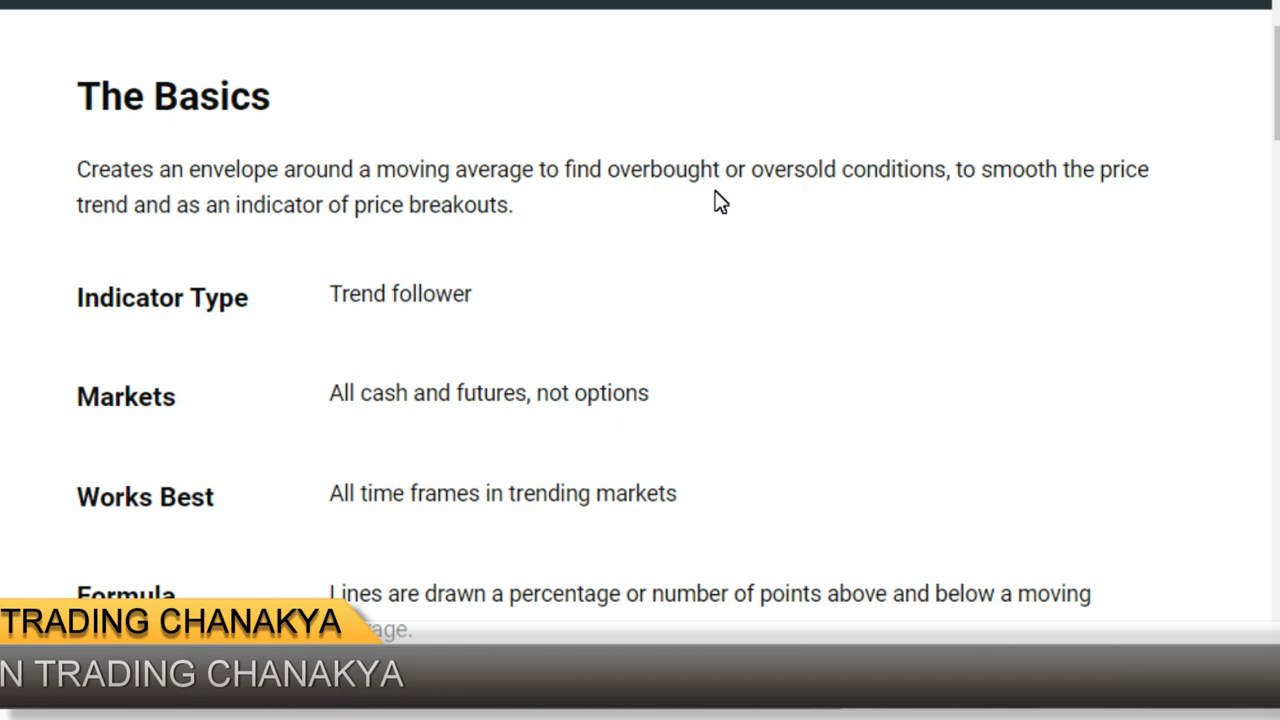 The Basics
Creates an envelope around a moving average to find overbought or oversold conditions, to smooth the price
trend and as an indicator of price breakouts.
Indicator Type
Trend follower
Markets
All cash and futures, not options
Works Best
All time frames in trending markets
Formula
Lines are drawn a percentage or number of points above and below a moving
TRADING CHANAKYA
N TRADING CHANAKYA